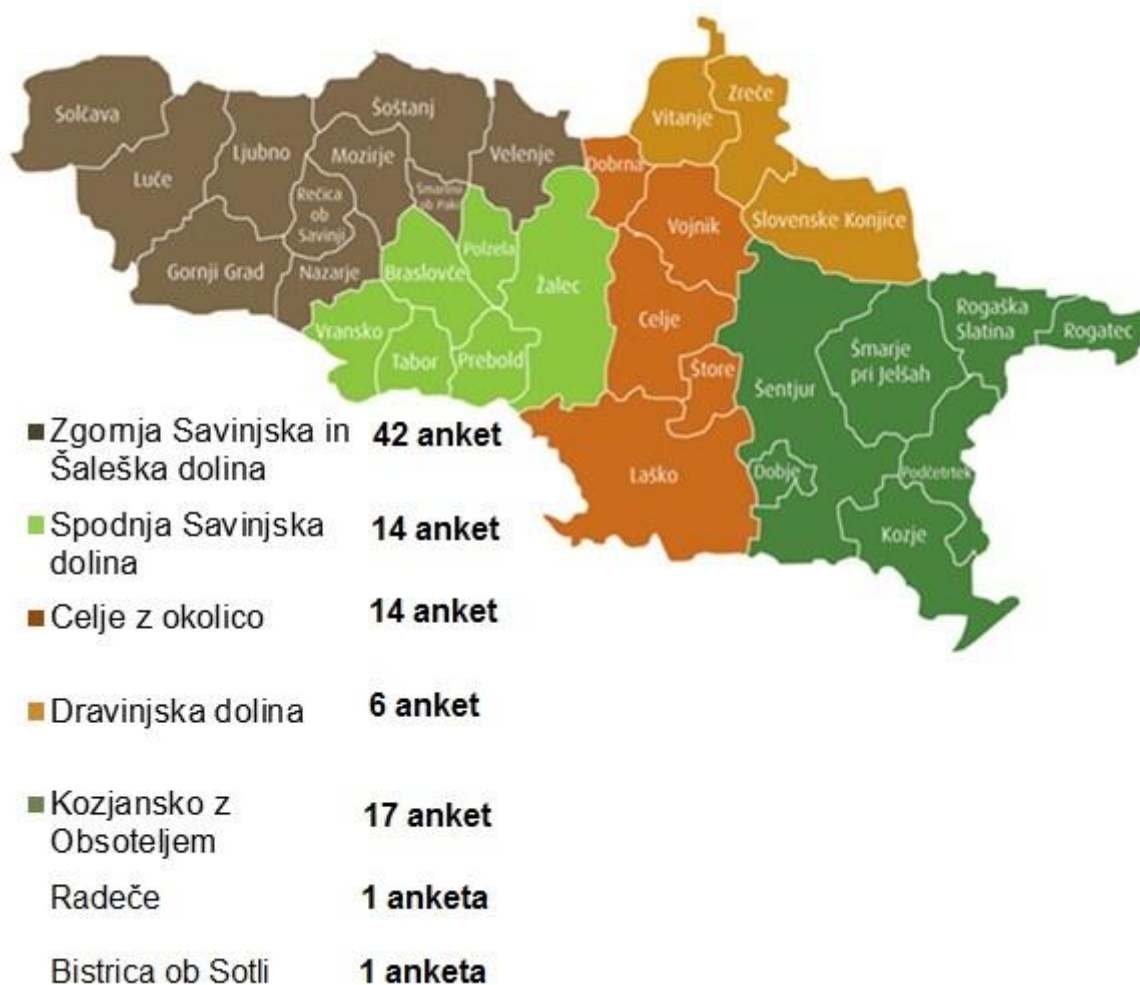 Solčava
Luče
Ljubno
Šoštanj
Mozirje
Velenje
Rečica
ob
Savinji
Šmartno
ob Paki
Gornji Grad
Nazarje
Braslovče
Polzela
Žalec
Vransko
Tabor
Prebold
Dobrna
Vojnik
Celje
Štore
Laško
Vitanje
Zreče
Slovenske Konjice
Šentjur
Šmarje
pri Jelšah
Rogaška
Slatina
Rogatec
Dobje
Podčetrtek
Kozje
Zgornja Savinjska in 42 anket
Šaleška dolina
Spodnja Savinjska 14 anket
dolina
Celje z okolico 14 anket
Dravinjska dolina 6 anket
Kozjansko z 17 anket
Obsoteljem
Radeče 1 anketa
Bistrica ob Sotli 1 anketa